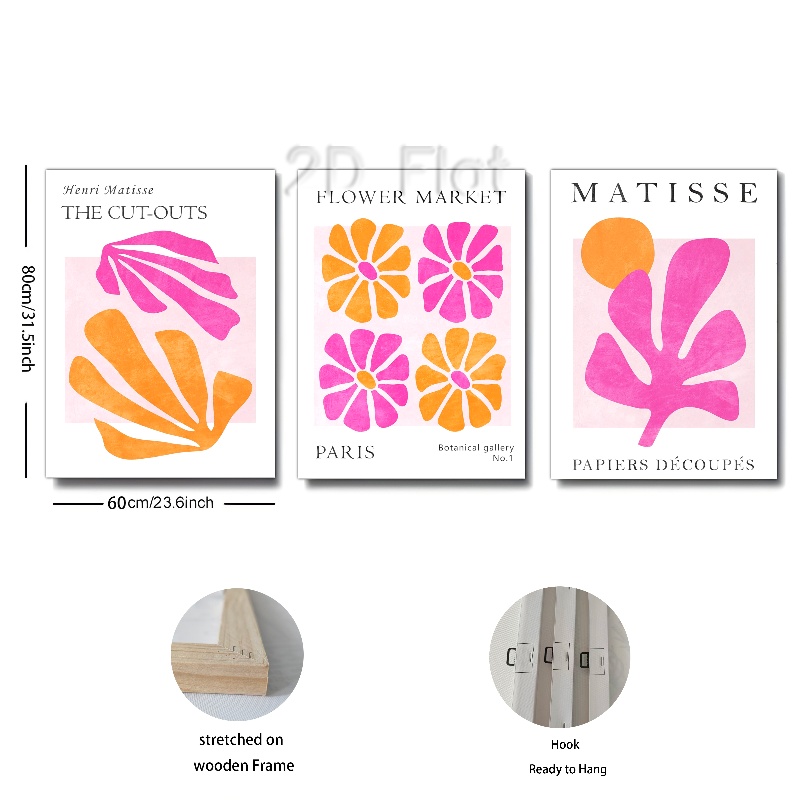 2D Flat
Henri Matisse
THE CUT-OUTS
FLOWER MARKET
PARIS
Botanical gallery
No.1
MATISSE
PAPIERS DÉCOUPÉS
80cm/31.5inch
60cm/23.6inch
stretched on
wooden Frame
Hook
Ready to Hang